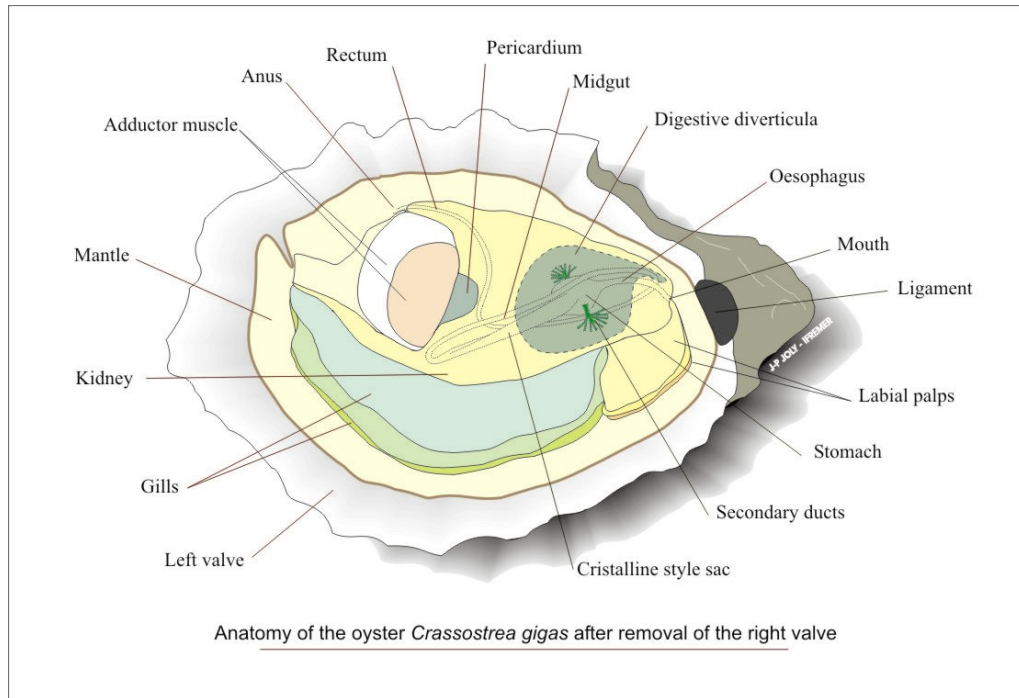 Rectum
Pericardium
Anus
Midgut
Adductor muscle
Digestive diverticula
Oesophagus
Mantle
Mouth
Ligament
Kidney
Labial palps
Stomach
Gills
Secondary ducts
Left valve
Cristalline style sac
J-P JOLY - IFREMER
Anatomy of the oyster Crassostrea gigas after removal of the right valve